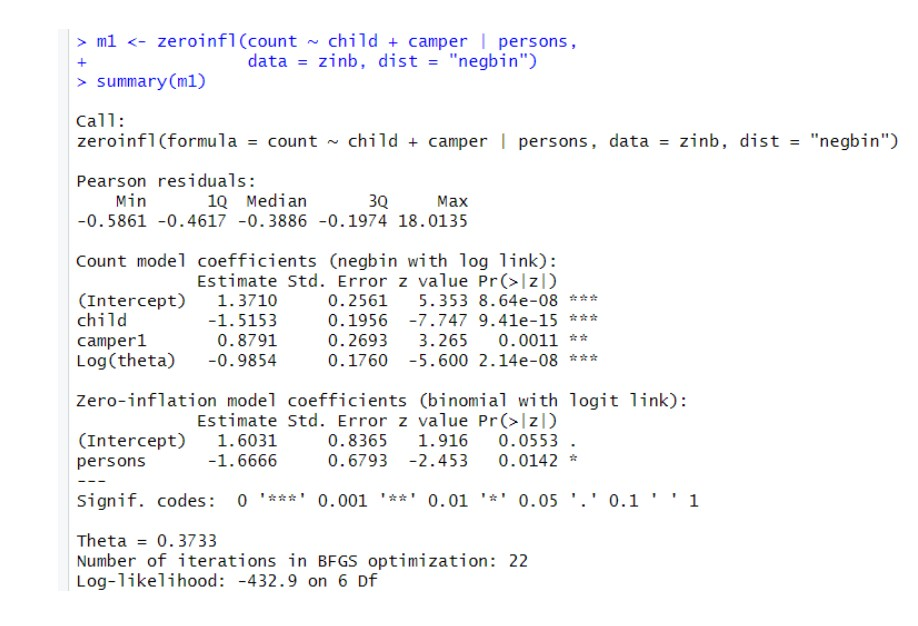 > m1 <- zeroinfl(count ~ child + camper | persons,
+                data = zinb, dist = "negbin")
> summary(m1)

Call:
zeroinfl(formula = count ~ child + camper | persons, data = zinb, dist = "negbin")

Pearson residuals:
    Min      1Q  Median      3Q     Max
-0.5861 -0.4617 -0.3886 -0.1974 18.0135

Count model coefficients (negbin with log link):
            Estimate Std. Error z value Pr(>|z|)
(Intercept)   1.3710     0.2561   5.353 8.64e-08 ***
child        -1.5153     0.1956  -7.747 9.41e-15 ***
camper1       0.8791     0.2693   3.265   0.0011 **
Log(theta)   -0.9854     0.1760  -5.600 2.14e-08 ***

Zero-inflation model coefficients (binomial with logit link):
            Estimate Std. Error z value Pr(>|z|)
(Intercept)   1.6031     0.8365   1.916   0.0553 .
persons      -1.6666     0.6793  -2.453   0.0142 *
---
Signif. codes:  0 '***' 0.001 '**' 0.01 '*' 0.05 '.' 0.1 ' ' 1

Theta = 0.3733
Number of iterations in BFGS optimization: 22
Log-likelihood: -432.9 on 6 Df